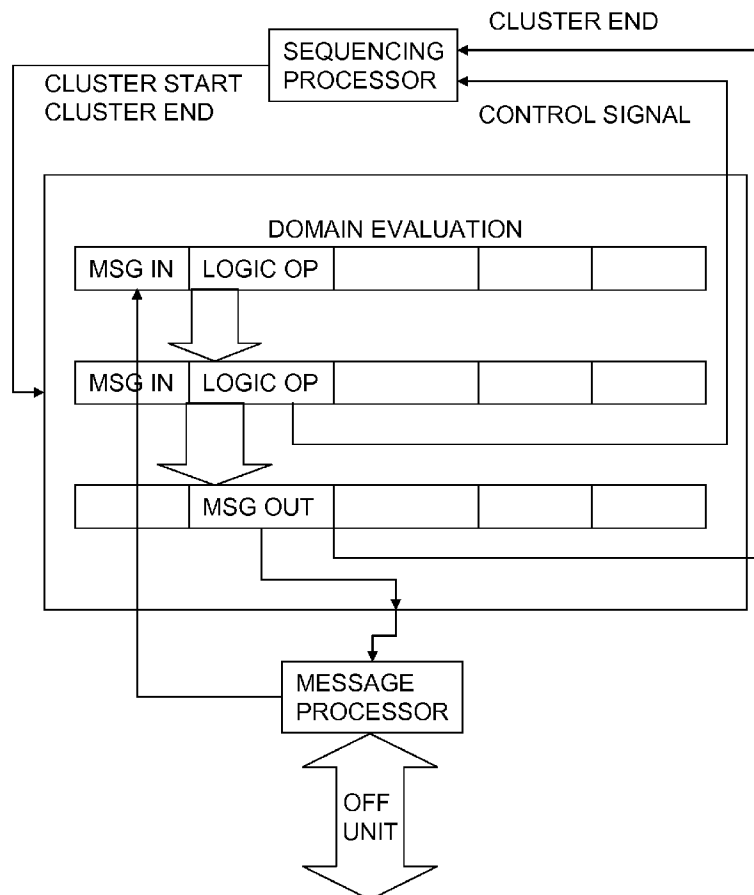 CLUSTER END
SEQUENCING
PROCESSOR
CLUSTER START
CLUSTER END
CONTROL SIGNAL
DOMAIN EVALUATION
MSG IN LOGIC OP
MSG IN LOGIC OP
MSG OUT
MESSAGE
PROCESSOR
OFF
UNIT